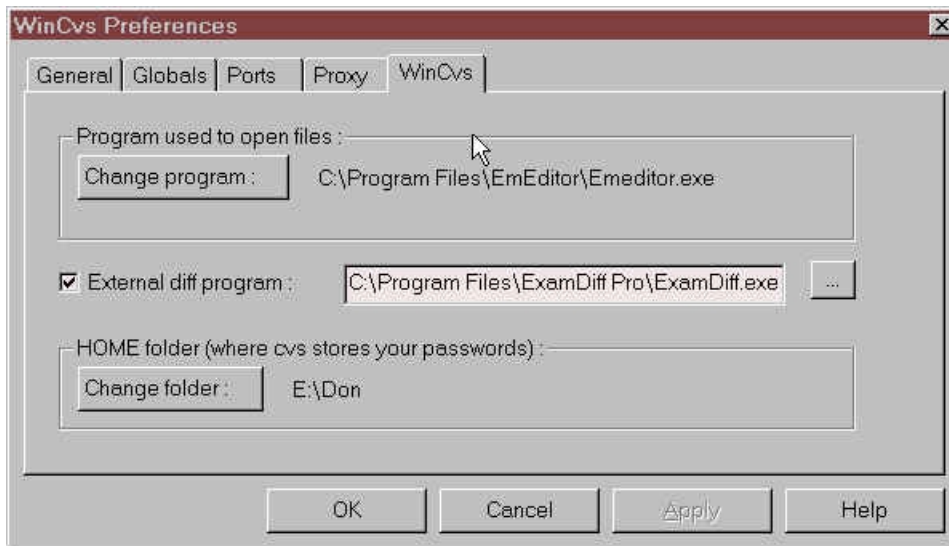 WinCvs Preferences
General Globals Ports Proxy WinCvs
Program used to open files :
Change program : C:\Program Files\EmEditor\Emeditor.exe
External diff program : C:\Program Files\ExamDiff Pro\ExamDiff.exe ...
HOME folder (where cvs stores your passwords) :
Change folder : E:\Don
OK Cancel Apply Help